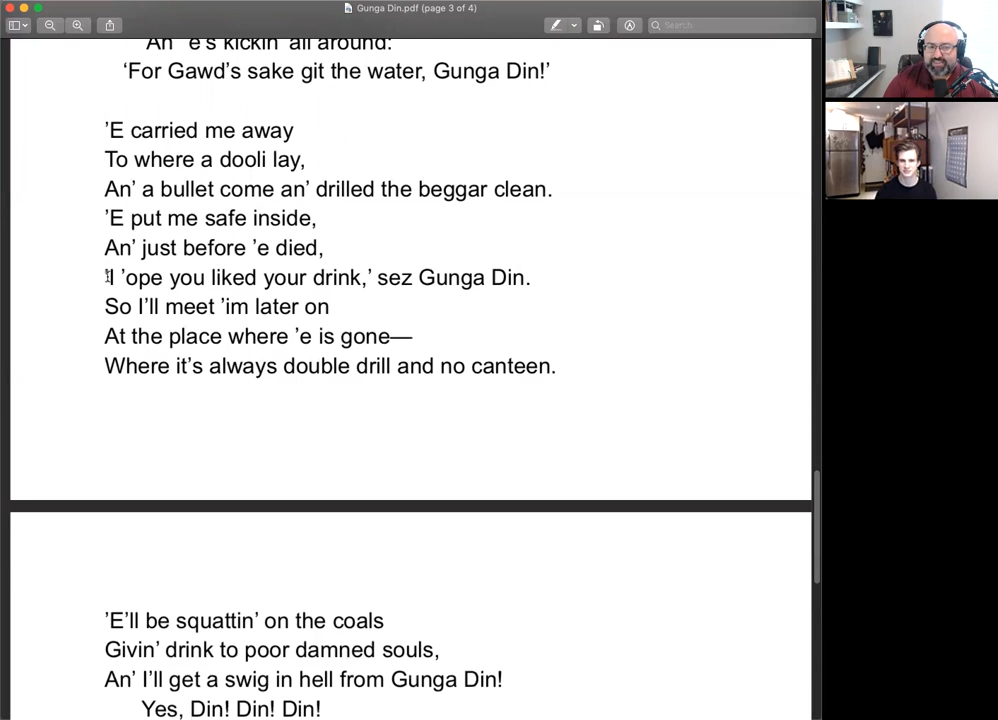 Gunga Din.pdf (page 3 of 4)
Search
An' 'e's kickin' all around:
‘For Gawd’s sake git the water, Gunga Din!’
’E carried me away
To where a dooli lay,
An’ a bullet come an’ drilled the beggar clean.
’E put me safe inside,
An’ just before ’e died,
‘I ’ope you liked your drink,’ sez Gunga Din.
So I’ll meet ’im later on
At the place where ’e is gone—
Where it’s always double drill and no canteen.
’E’ll be squattin’ on the coals
Givin’ drink to poor damned souls,
An’ I’ll get a swig in hell from Gunga Din!
Yes, Din! Din! Din!